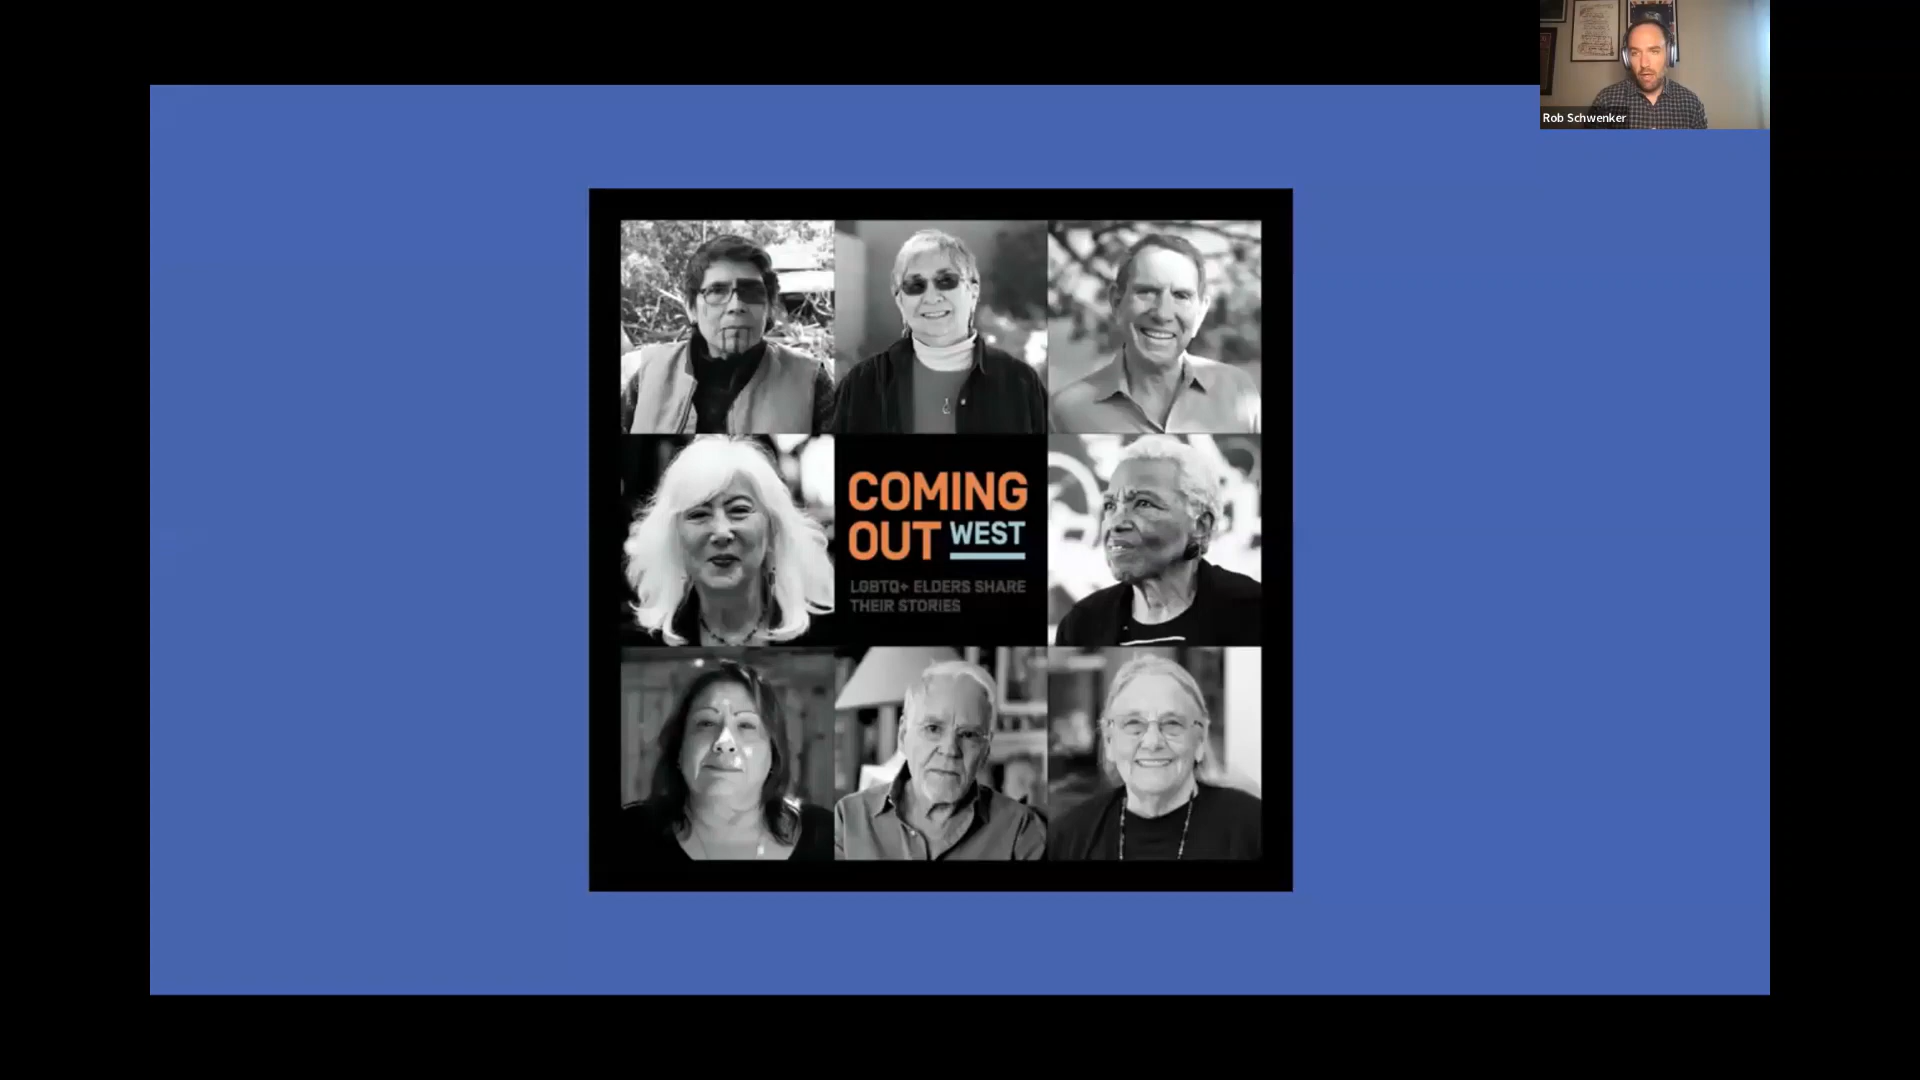 Rob Schwenker
COMING
OUT WEST
LGBTQ+ ELDERS SHARE
THEIR STORIES